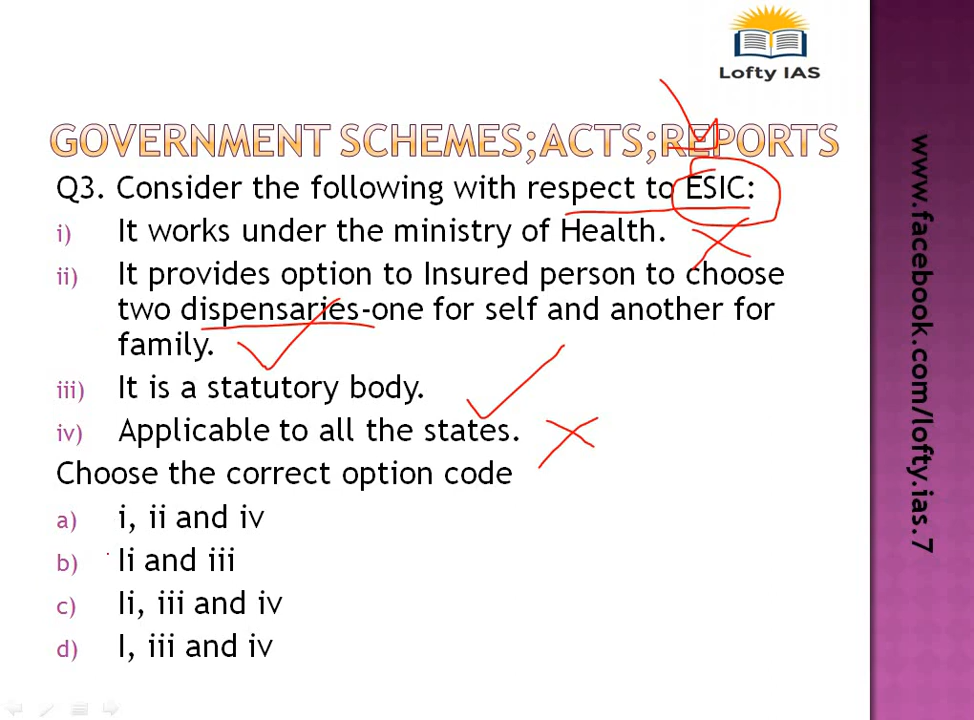 Lofty IAS
GOVERNMENT SCHEMES;ACTS;REPORTS
Q3. Consider the following with respect to ESIC:
i) It works under the ministry of Health.
ii) It provides option to Insured person to choose
two dispensaries-one for self and another for
family.
iii) It is a statutory body.
iv) Applicable to all the states.
Choose the correct option code
a) i, ii and iv
b) Ii and iii
c) Ii, iii and iv
d) I, iii and iv
www.facebook.com/lofty.ias.7